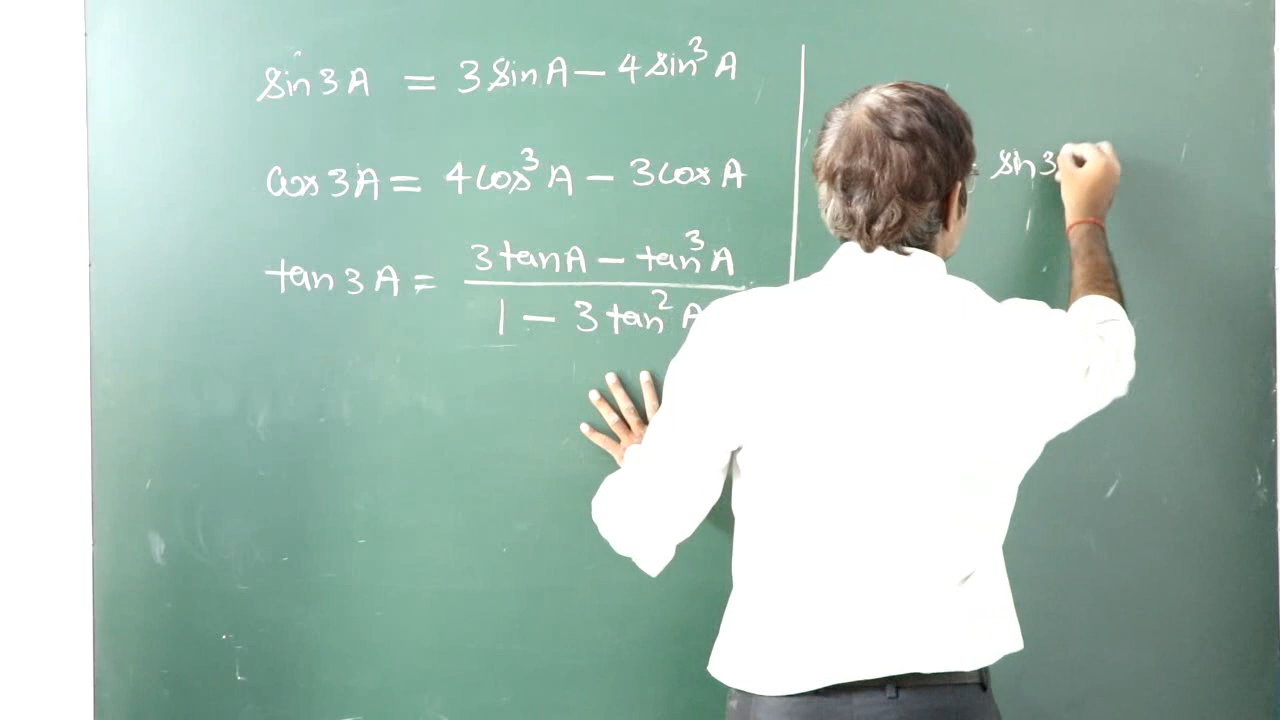 sin 3A = 3 sin A − 4 sin³ A
cos 3A = 4 cos³ A − 3 cos A
tan 3A = 3 tan A − tan³ A
1 − 3 tan² A
sin 3